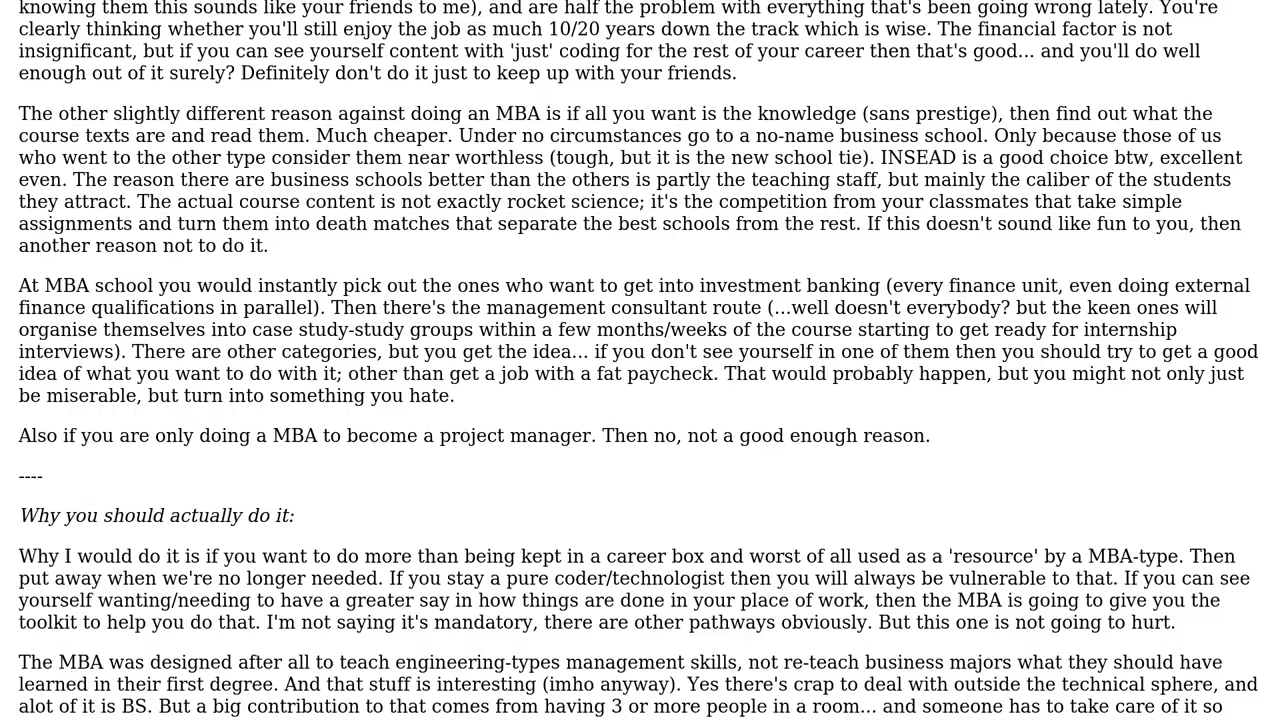 knowing them this sounds like your friends to me), and are half the problem with everything that's been going wrong lately. You're
clearly thinking whether you'll still enjoy the job as much 10/20 years down the track which is wise. The financial factor is not
insignificant, but if you can see yourself content with 'just' coding for the rest of your career then that's good... and you'll do well
enough out of it surely? Definitely don't do it just to keep up with your friends.
The other slightly different reason against doing an MBA is if all you want is the knowledge (sans prestige), then find out what the
course texts are and read them. Much cheaper. Under no circumstances go to a no-name business school. Only because those of us
who went to the other type consider them near worthless (tough, but it is the new school tie). INSEAD is a good choice btw, excellent
even. The reason there are business schools better than the others is partly the teaching staff, but mainly the caliber of the students
they attract. The actual course content is not exactly rocket science; it's the competition from your classmates that take simple
assignments and turn them into death matches that separate the best schools from the rest. If this doesn't sound like fun to you, then
another reason not to do it.
At MBA school you would instantly pick out the ones who want to get into investment banking (every finance unit, even doing external
finance qualifications in parallel). Then there's the management consultant route (...well doesn't everybody? but the keen ones will
organise themselves into case study-study groups within a few months/weeks of the course starting to get ready for internship
interviews). There are other categories, but you get the idea... if you don't see yourself in one of them then you should try to get a good
idea of what you want to do with it; other than get a job with a fat paycheck. That would probably happen, but you might not only just
be miserable, but turn into something you hate.
Also if you are only doing a MBA to become a project manager. Then no, not a good enough reason.
----
Why you should actually do it:
Why I would do it is if you want to do more than being kept in a career box and worst of all used as a 'resource' by a MBA-type. Then
put away when we're no longer needed. If you stay a pure coder/technologist then you will always be vulnerable to that. If you can see
yourself wanting/needing to have a greater say in how things are done in your place of work, then the MBA is going to give you the
toolkit to help you do that. I'm not saying it's mandatory, there are other pathways obviously. But this one is not going to hurt.
The MBA was designed after all to teach engineering-types management skills, not re-teach business majors what they should have
learned in their first degree. And that stuff is interesting (imho anyway). Yes there's crap to deal with outside the technical sphere, and
alot of it is BS. But a big contribution to that comes from having 3 or more people in a room... and someone has to take care of it so